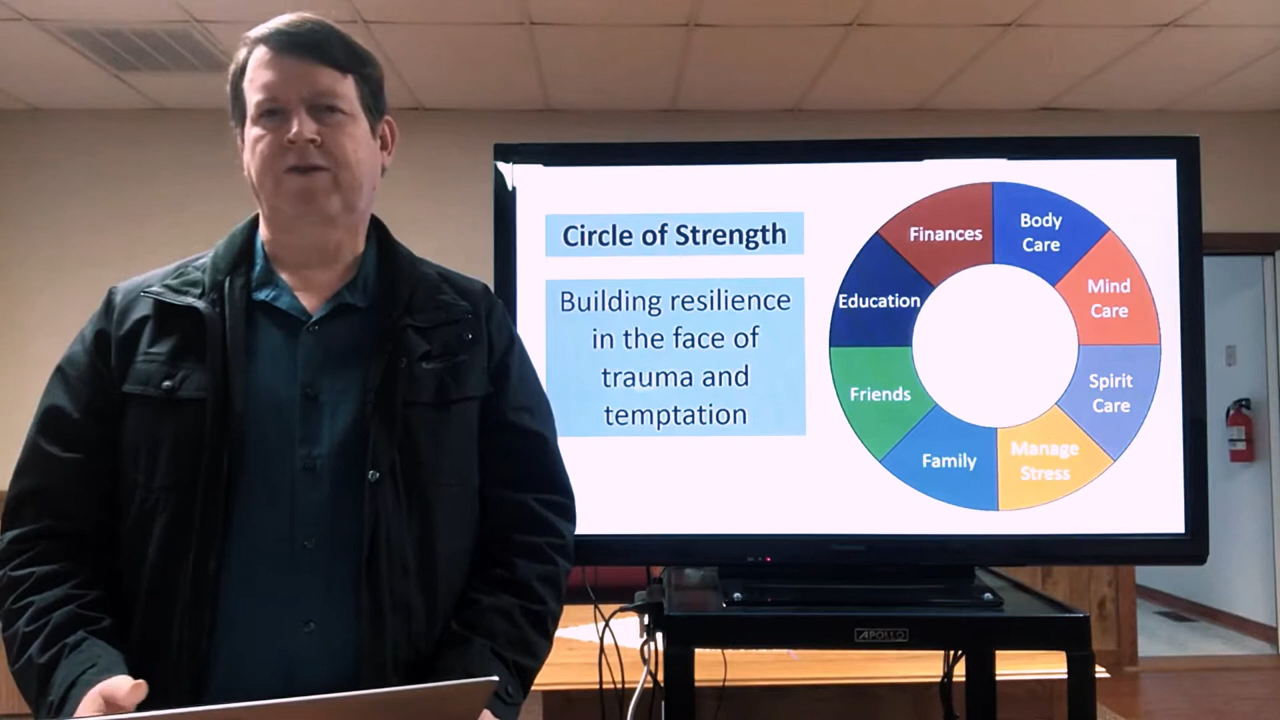 Circle of Strength
Building resilience
in the face of
trauma and
temptation
Finances
Body
Care
Mind
Care
Spirit
Care
Manage
Stress
Family
Friends
Education
APOLLO